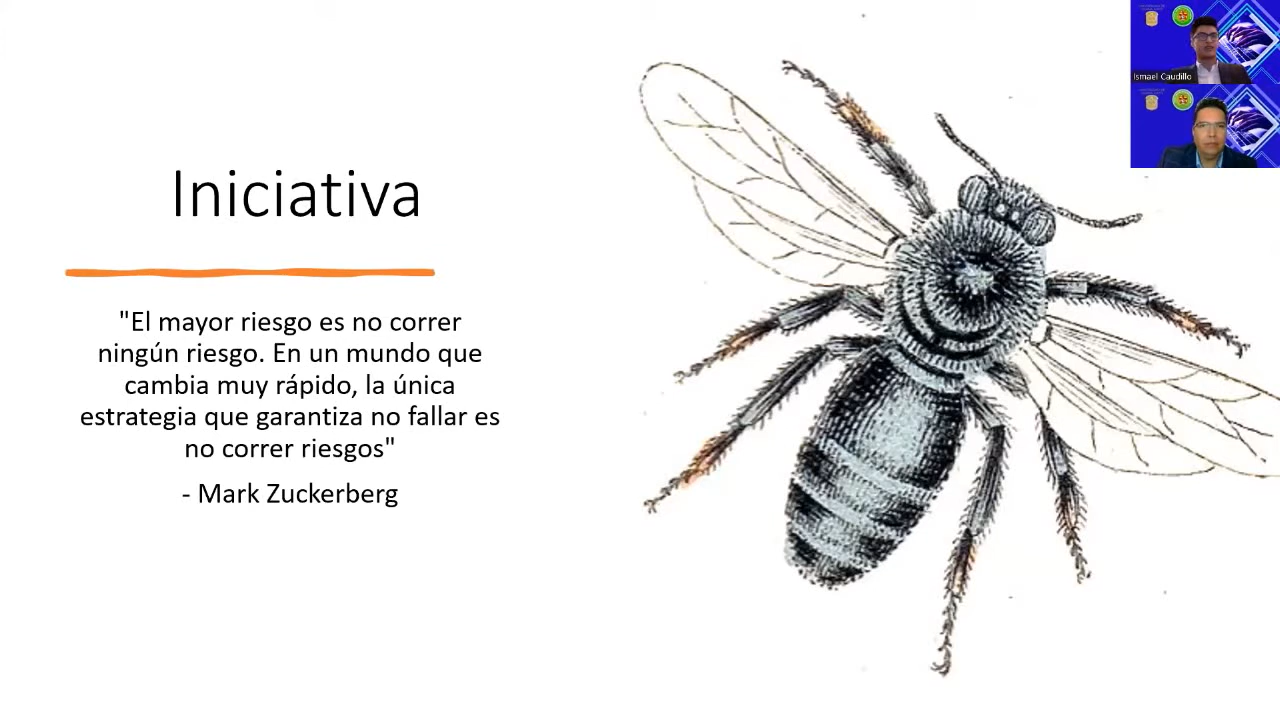 Iniciativa
"El mayor riesgo es no correr
ningún riesgo. En un mundo que
cambia muy rápido, la única
estrategia que garantiza no fallar es
no correr riesgos"
- Mark Zuckerberg
Ismael Caudillo